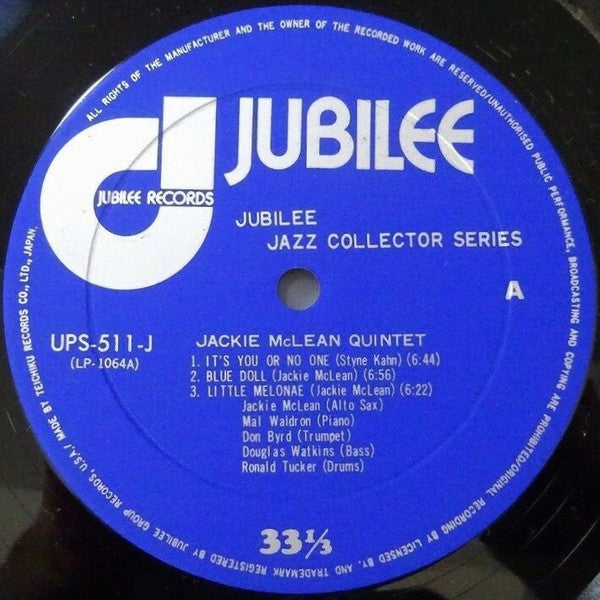 ALL RIGHTS OF THE MANUFACTURER AND THE OWNER OF THE RECORDED WORK ARE RESERVED/UNAUTHORISED PUBLIC PERFORMANCE, BROADCASTING AND COPYING ARE PROHIBITED/ORIGINAL RECORDING BY LICENSED BY. AND TRADEMARK REGISTERED BY JUBILEE GROUP RECORDS, U.S.A./ MADE BY TEICHIKU RECORDS CO., LTD., JAPAN.
JUBILEE
JUBILEE RECORDS
JUBILEE
JAZZ COLLECTOR SERIES
A
UPS-511-J
(LP-1064A)
JACKIE McLEAN QUINTET
1. IT'S YOU OR NO ONE (Styne Kahn) (6:44)
2. BLUE DOLL (Jackie McLean) (6:56)
3. LITTLE MELONAE (Jackie McLean) (6:22)
Jackie McLean (Alto Sax)
Mal Waldron (Piano)
Don Byrd (Trumpet)
Douglas Watkins (Bass)
Ronald Tucker (Drums)
33⅓